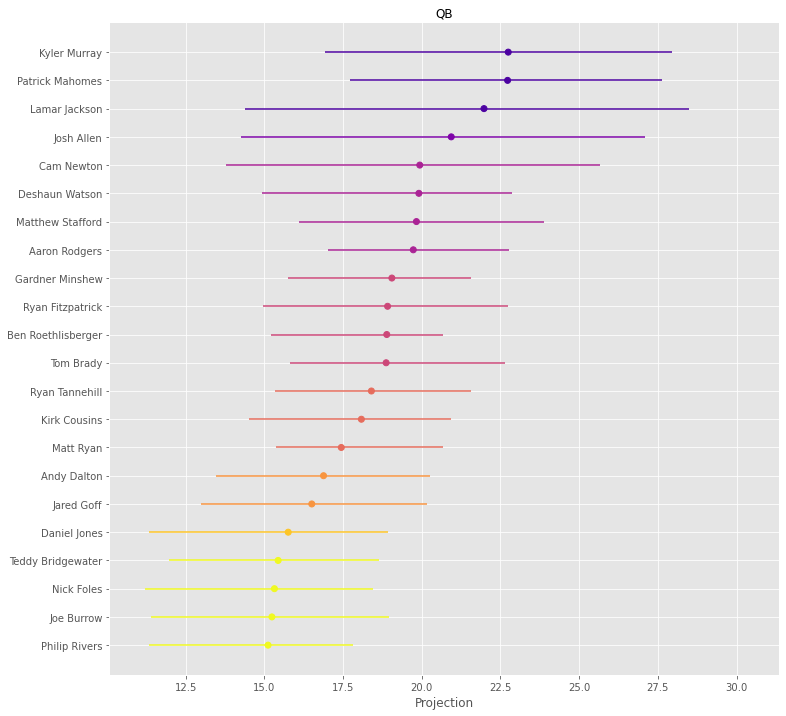 QB
Kyler Murray
Patrick Mahomes
Lamar Jackson
Josh Allen
Cam Newton
Deshaun Watson
Matthew Stafford
Aaron Rodgers
Gardner Minshew
Ryan Fitzpatrick
Ben Roethlisberger
Tom Brady
Ryan Tannehill
Kirk Cousins
Matt Ryan
Andy Dalton
Jared Goff
Daniel Jones
Teddy Bridgewater
Nick Foles
Joe Burrow
Philip Rivers
12.5 15.0 17.5 20.0 22.5 25.0 27.5 30.0
Projection